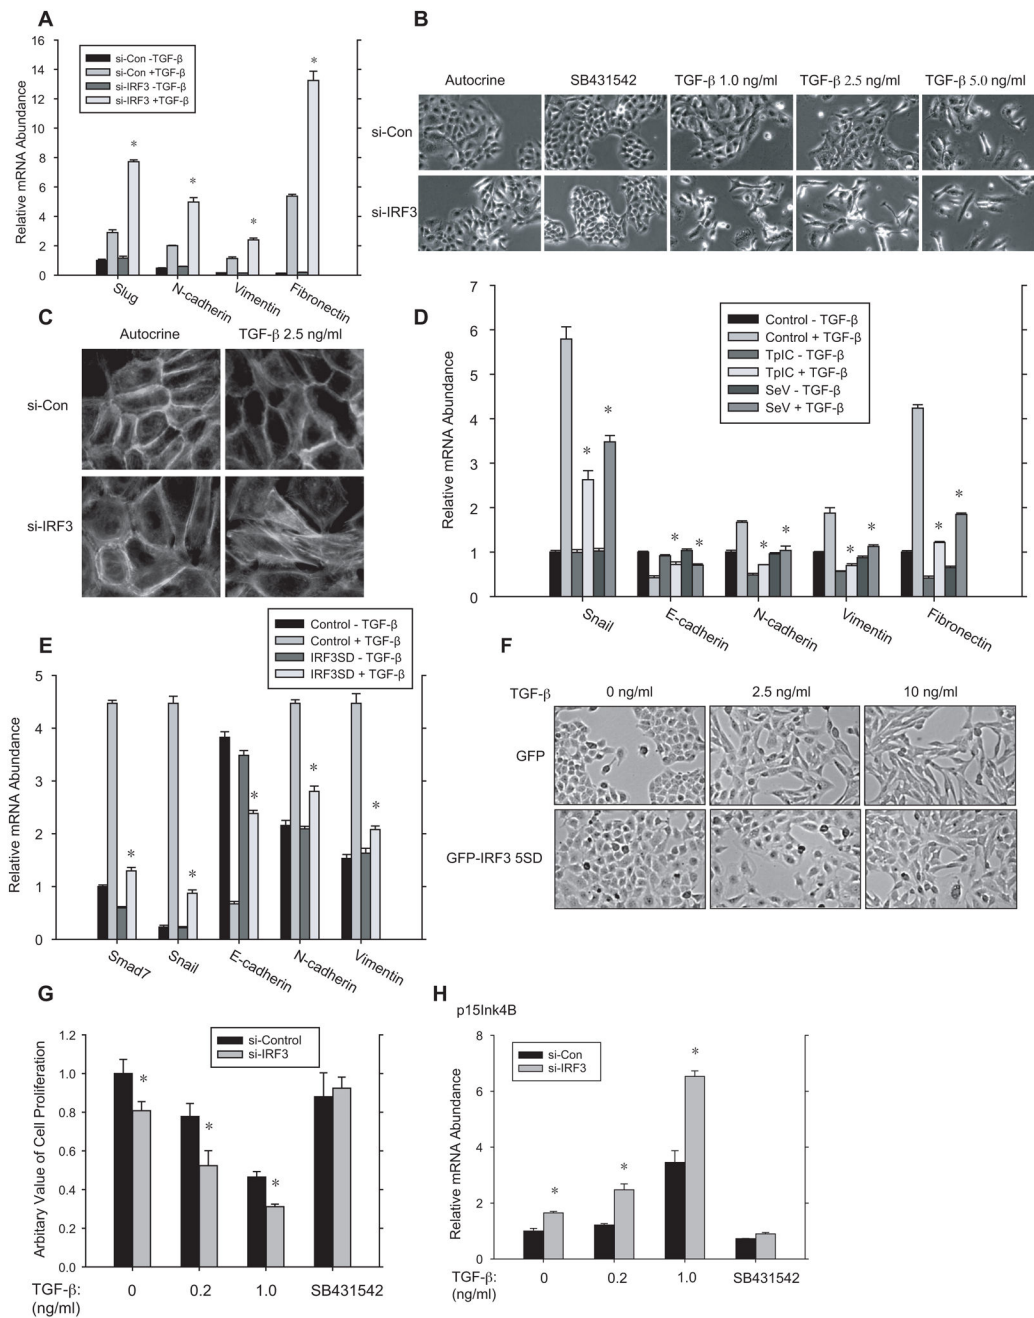 A
16
14
12
10
8
6
4
2
0
Relative mRNA Abundance
si-Con -TGF-β
si-Con +TGF-β
si-IRF3 -TGF-β
si-IRF3 +TGF-β
*
*
*
*
Slug
N-cadherin
Vimentin
Fibronectin
B
Autocrine
SB431542
TGF-β 1.0 ng/ml
TGF-β 2.5 ng/ml
TGF-β 5.0 ng/ml
si-Con
si-IRF3
C
Autocrine
TGF-β 2.5 ng/ml
si-Con
si-IRF3
D
7
6
5
4
3
2
1
0
Relative mRNA Abundance
Control - TGF-β
Control + TGF-β
TpIC - TGF-β
TpIC + TGF-β
SeV - TGF-β
SeV + TGF-β
*
*
*
*
*
*
*
*
*
*
Snail
E-cadherin
N-cadherin
Vimentin
Fibronectin
E
5
4
3
2
1
0
Relative mRNA Abundance
Control - TGF-β
Control + TGF-β
IRF3SD - TGF-β
IRF3SD + TGF-β
*
*
*
*
*
Smad7
Snail
E-cadherin
N-cadherin
Vimentin
F
TGF-β
0 ng/ml
2.5 ng/ml
10 ng/ml
GFP
GFP-IRF3 5SD
G
1.2
1.0
0.8
0.6
0.4
0.2
0.0
Arbitary Value of Cell Proliferation
si-Control
si-IRF3
*
*
*
TGF-β:
(ng/ml)
0
0.2
1.0
SB431542
H
p15Ink4B
8
6
4
2
0
Relative mRNA Abundance
si-Con
si-IRF3
*
*
*
TGF-β:
(ng/ml)
0
0.2
1.0
SB431542